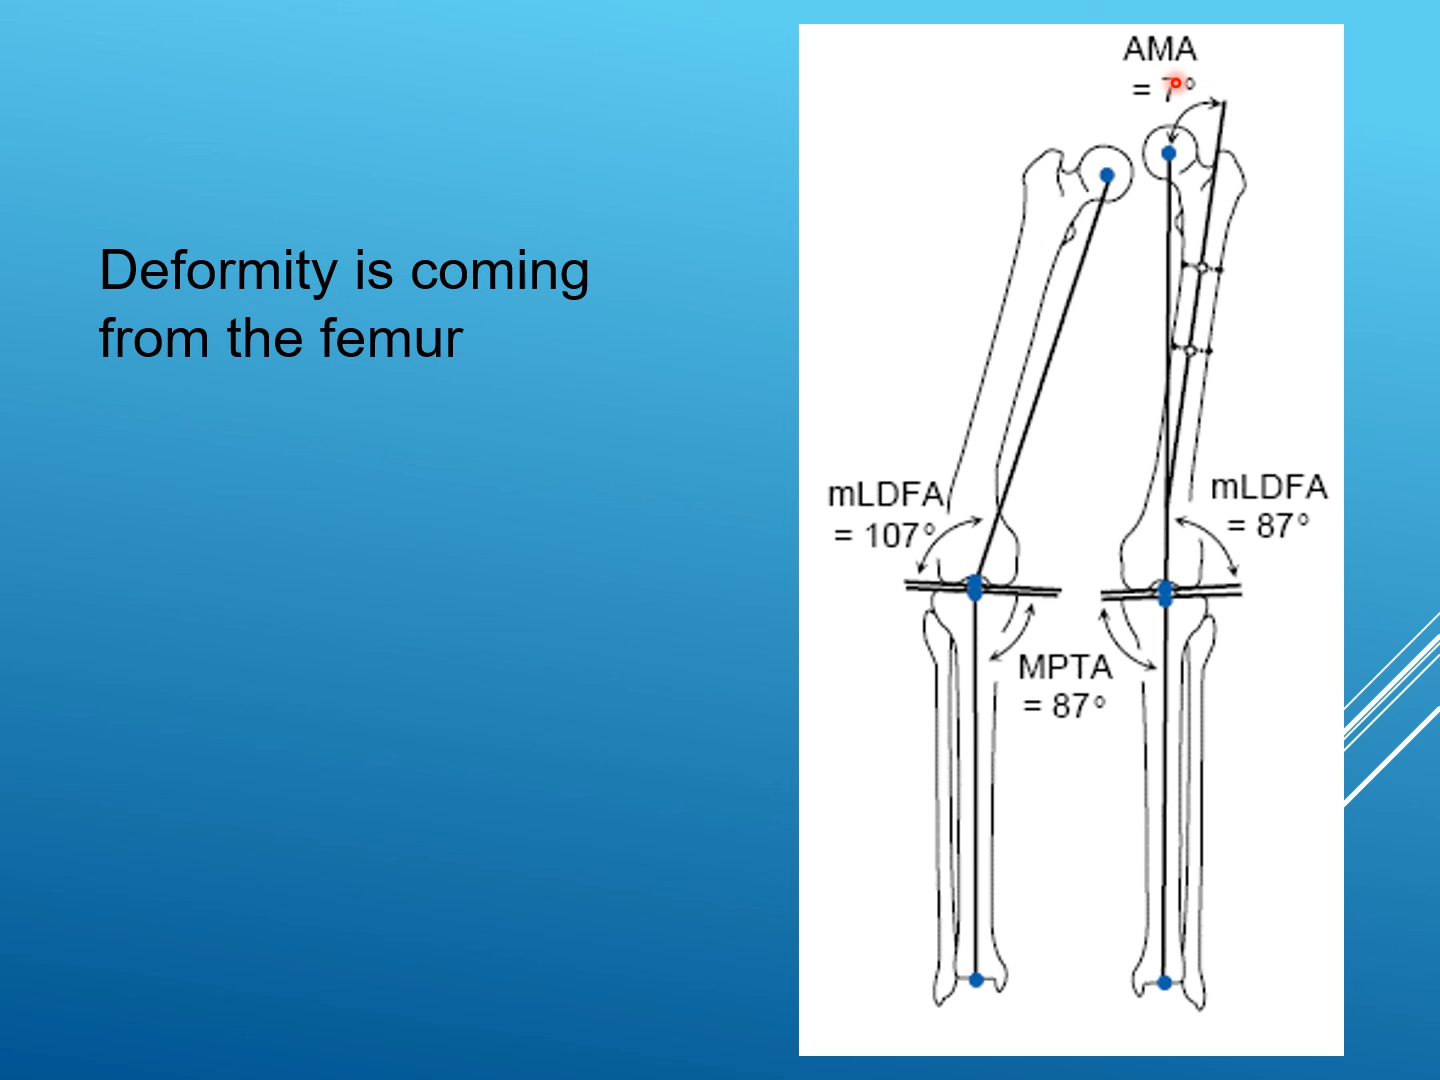 Deformity is coming
from the femur
AMA
= 7°
mLDFA
= 107°
mLDFA
= 87°
MPTA
= 87°